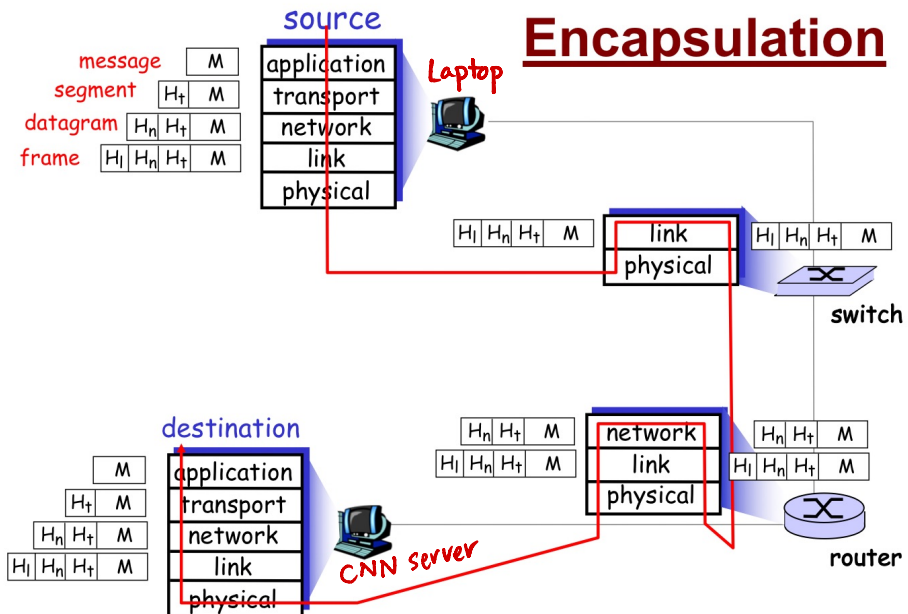 source
Encapsulation
message M application
Laptop
segment Ht M transport
datagram Hn Ht M network
frame Hl Hn Ht M link
physical
Hl Hn Ht M link Hl Hn Ht M
physical
switch
destination
Hn Ht M network Hn Ht M
Hl Hn Ht M link Hl Hn Ht M
physical
router
M application
Ht M transport
Hn Ht M network
Hl Hn Ht M link
physical
CNN server